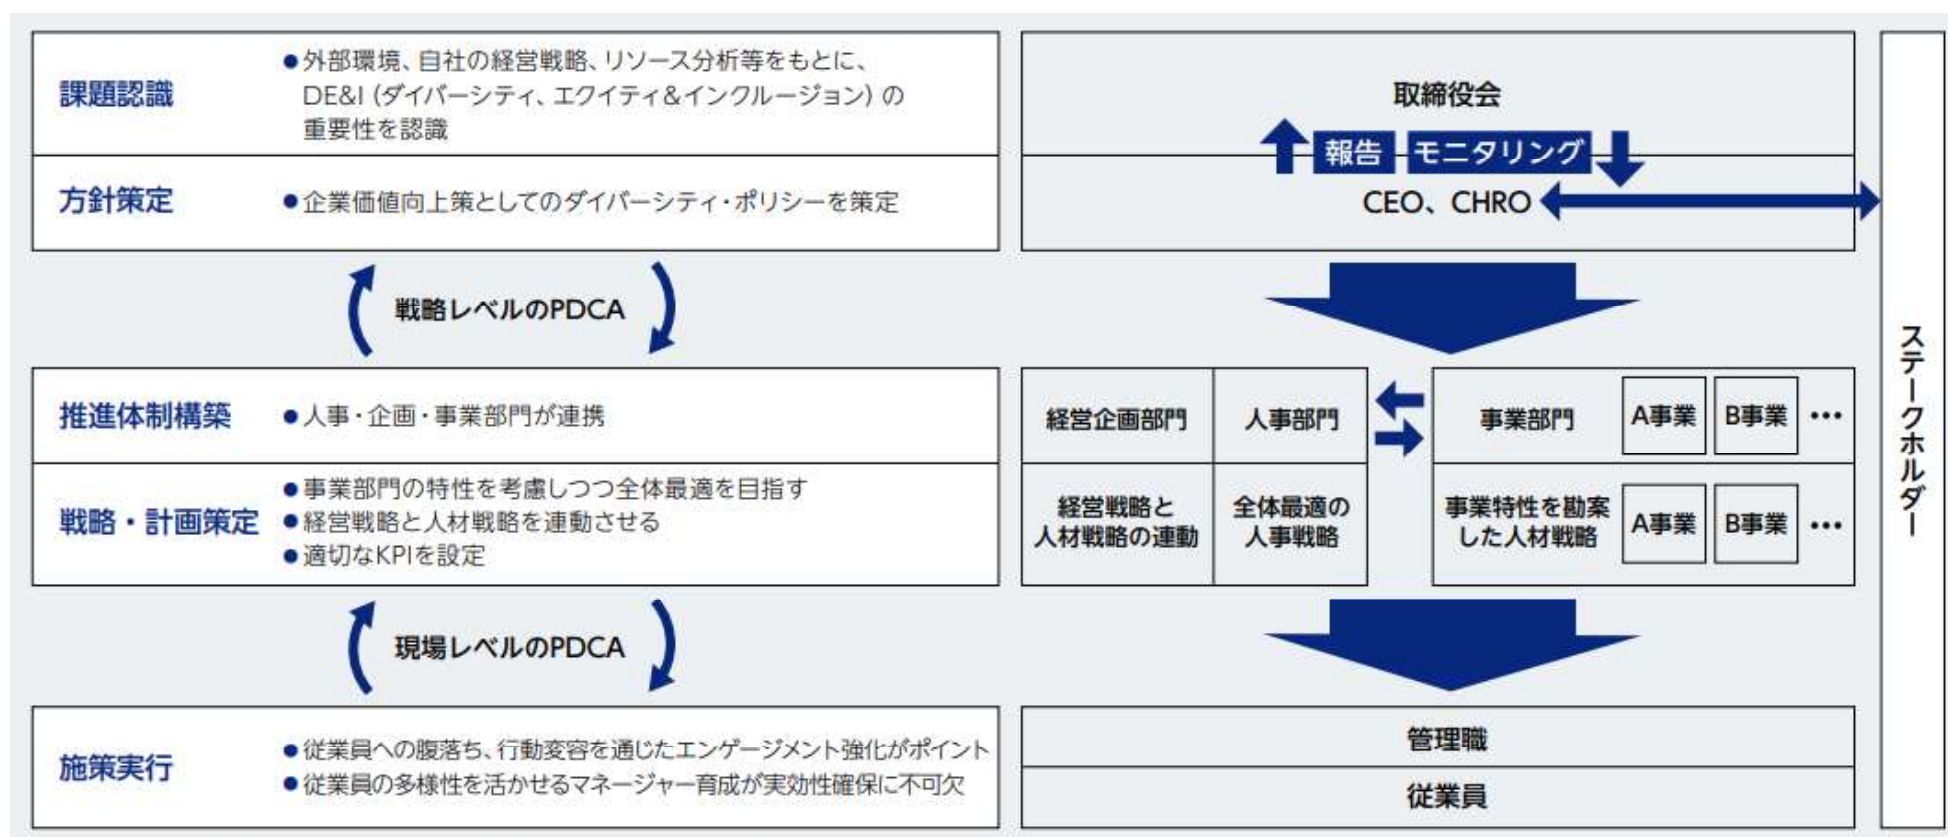 課題認識
●外部環境、自社の経営戦略、リソース分析等をもとに、
DE&I（ダイバーシティ、エクイティ&インクルージョン）の
重要性を認識
方針策定
●企業価値向上策としてのダイバーシティ・ポリシーを策定
取締役会
報告
モニタリング
CEO、CHRO
戦略レベルのPDCA
推進体制構築
●人事・企画・事業部門が連携
戦略・計画策定
●事業部門の特性を考慮しつつ全体最適を目指す
●経営戦略と人材戦略を連動させる
●適切なKPIを設定
経営企画部門
人事部門
事業部門
A事業
B事業
•••
経営戦略と
人材戦略の連動
全体最適の
人事戦略
事業特性を勘案
した人材戦略
A事業
B事業
•••
現場レベルのPDCA
施策実行
●従業員への腹落ち、行動変容を通じたエンゲージメント強化がポイント
●従業員の多様性を活かせるマネージャー育成が実効性確保に不可欠
管理職
従業員
ステークホルダー